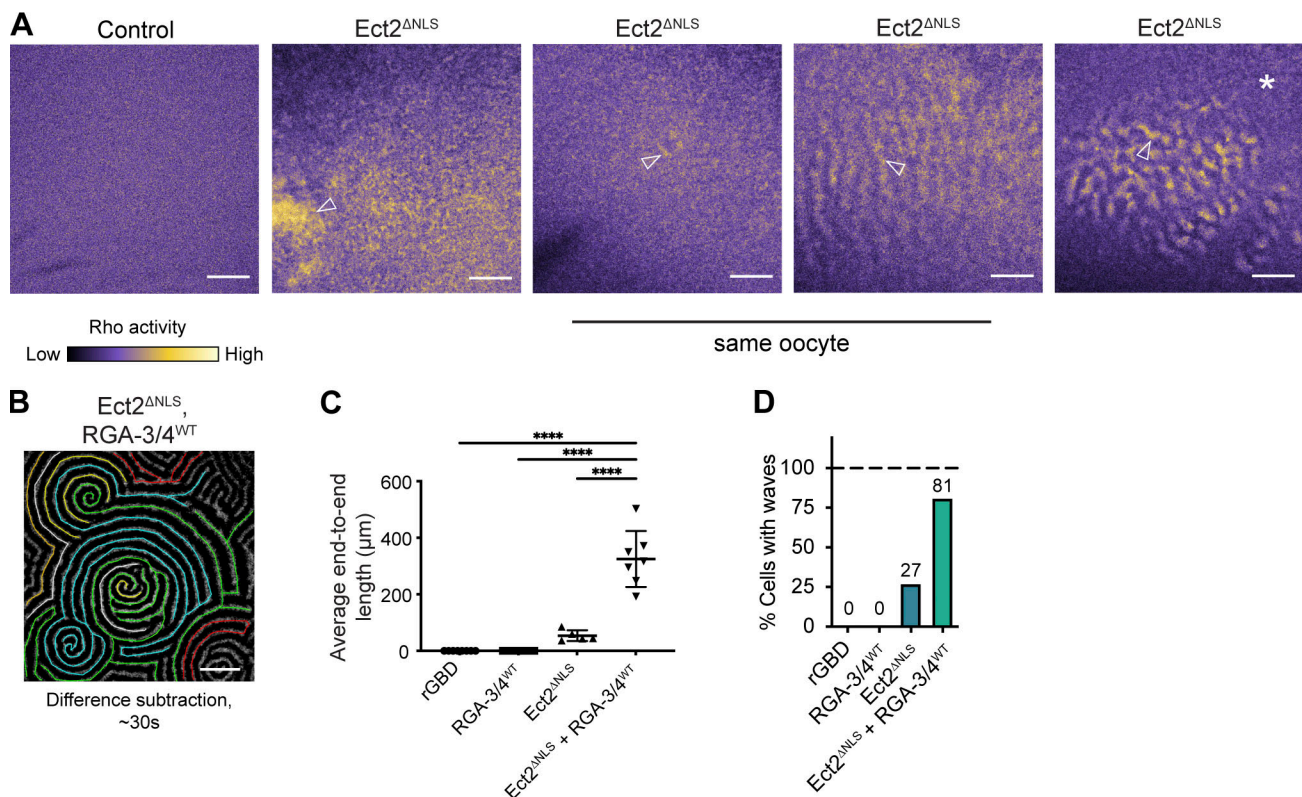 A
Control
Ect2ΔNLS
Ect2ΔNLS
Ect2ΔNLS
Ect2ΔNLS
*
Rho activity
Low
High
same oocyte
B
Ect2ΔNLS,
RGA-3/4WT
Difference subtraction,
~30s
C
****
****
****
Average end-to-end
length (µm)
600
400
200
0
rGBD
RGA-3/4WT
Ect2ΔNLS
Ect2ΔNLS + RGA-3/4WT
D
% Cells with waves
100
75
50
25
0
0
0
27
81
rGBD
RGA-3/4WT
Ect2ΔNLS
Ect2ΔNLS + RGA-3/4WT